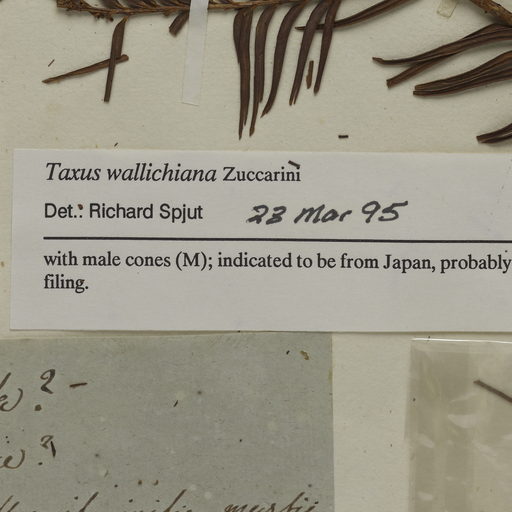 Taxus wallichiana Zuccarini
Det.: Richard Spjut 23 Mar 95
with male cones (M); indicated to be from Japan, probably
filing.